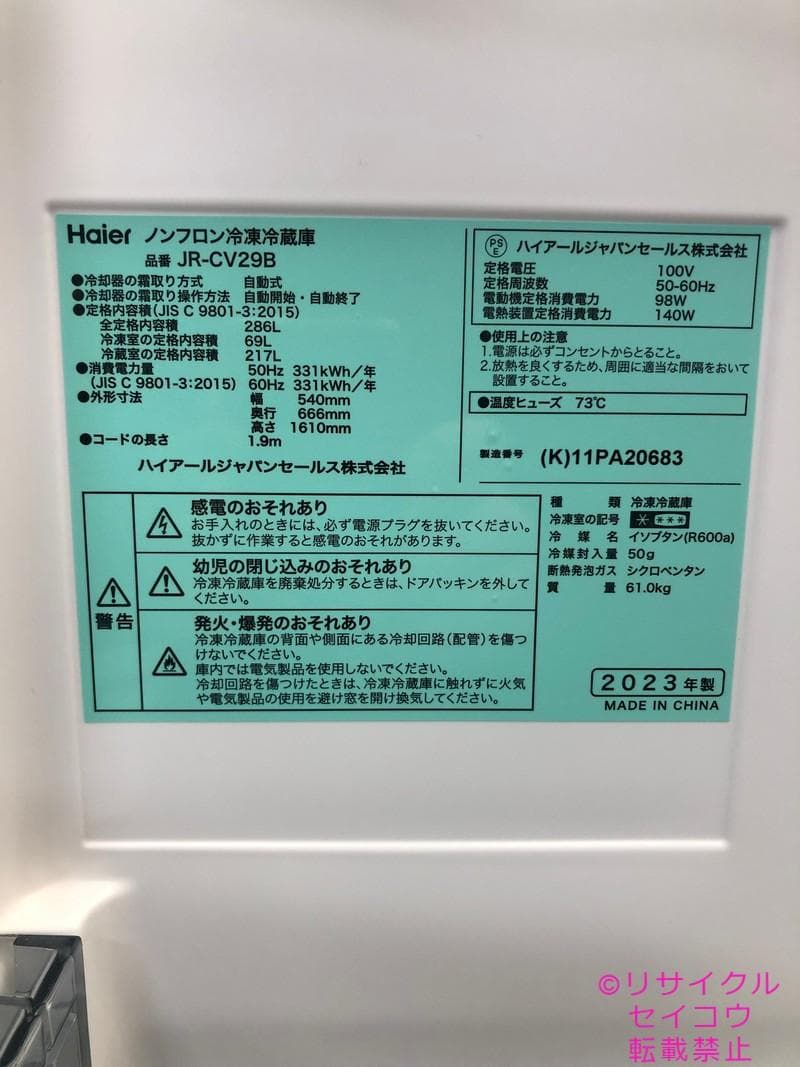 Haier ノンフロン冷凍冷蔵庫
品番 JR-CV29B
●冷却器の霜取り方式 自動式
●冷却器の霜取り操作方法 自動開始・自動終了
●定格内容積(JIS C 9801-3:2015)
全定格内容積 286L
冷凍室の定格内容積 69L
冷蔵室の定格内容積 217L
●消費電力量 50Hz 331kWh/年
(JIS C 9801-3:2015) 60Hz 331kWh/年
●外形寸法 幅 540mm
奥行 666mm
高さ 1610mm
●コードの長さ 1.9m
ハイアールジャパンセールス株式会社
PSE ハイアールジャパンセールス株式会社
定格電圧 100V
定格周波数 50-60Hz
電動機定格消費電力 98W
電熱装置定格消費電力 140W
●使用上の注意
1.電源は必ずコンセントからとること。
2.放熱を良くするため、周囲に適当な間隔をおいて
設置すること。
●温度ヒューズ 73℃
製造番号 (K)11PA20683
警告
感電のおそれあり
お手入れのときには、必ず電源プラグを抜いてください。
抜かずに作業すると感電のおそれがあります。
幼児の閉じ込みのおそれあり
冷凍冷蔵庫を廃棄処分するときは、ドアパッキンを外して
ください。
発火・爆発のおそれあり
冷凍冷蔵庫の背面や側面にある冷却回路(配管)を傷つ
けないでください。
庫内では電気製品を使用しないでください。
冷却回路を傷つけたときは、冷凍冷蔵庫に触れずに火気
や電気製品の使用を避け窓を開け換気してください。
種類 冷凍冷蔵庫
冷凍室の記号 * ***
冷媒名 イソブタン(R600a)
冷媒封入量 50g
断熱発泡ガス シクロペンタン
質量 61.0kg
2023年製
MADE IN CHINA
©リサイクル
セイコウ
転載禁止